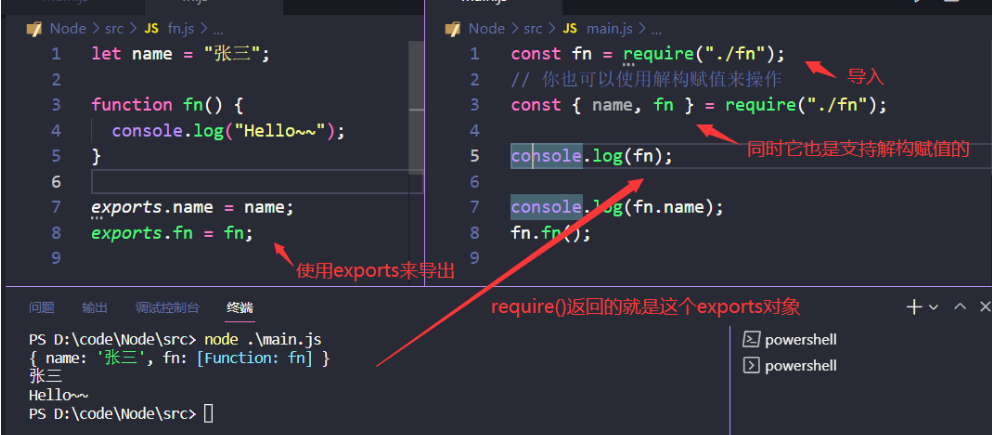 Node > src > JS fn.js > ...
1 let name = "张三";
2
3 function fn() {
4 console.log("Hello~~");
5 }
6
7 exports.name = name;
8 exports.fn = fn;
9
使用exports来导出
Node > src > JS main.js > ...
1 const fn = require("./fn");
导入
2 // 你也可以使用解构赋值来操作
3 const { name, fn } = require("./fn");
4
同时它也是支持解构赋值的
5 console.log(fn);
6
7 console.log(fn.name);
8 fn.fn();
9
require()返回的就是这个exports对象
问题 输出 调试控制台 终端
PS D:\code\Node\src> node .\main.js
{ name: '张三', fn: [Function: fn] }
张三
Hello~~
PS D:\code\Node\src>
powershell
powershell